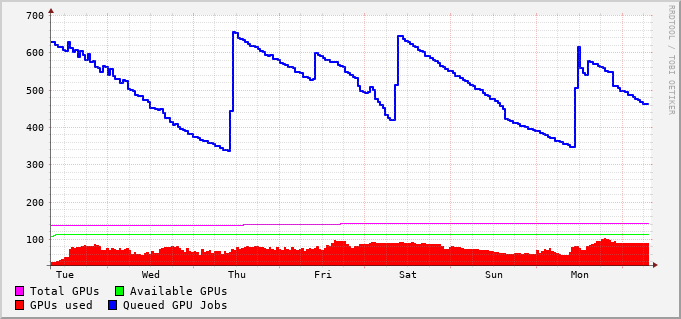 700
600
500
400
300
200
100
Tue Wed Thu Fri Sat Sun Mon
Total GPUs Available GPUs
GPUs used Queued GPU Jobs
RRDTOOL / TOBI OETIKER